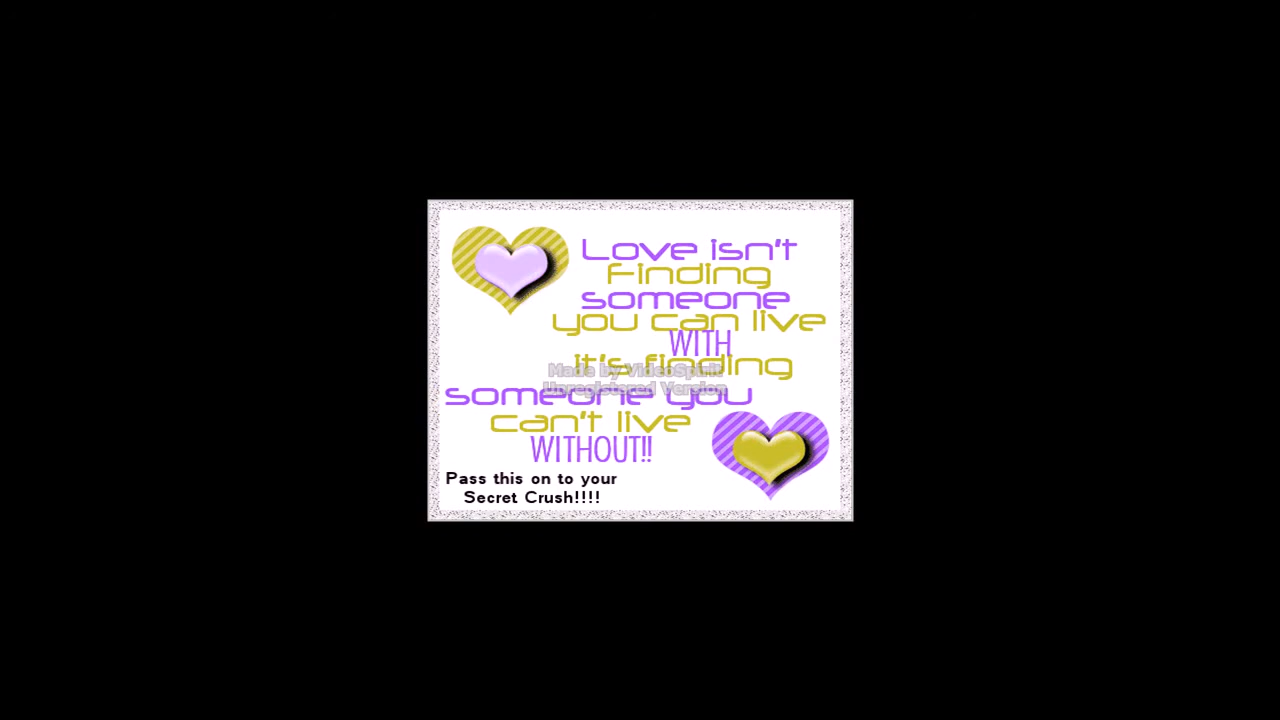 Love isn't
Finding
someone
you can live
WITH
it's finding
Made by VideoSpirit
Unregistered Version
someone you
can't live
WITHOUT!!
Pass this on to your
Secret Crush!!!!